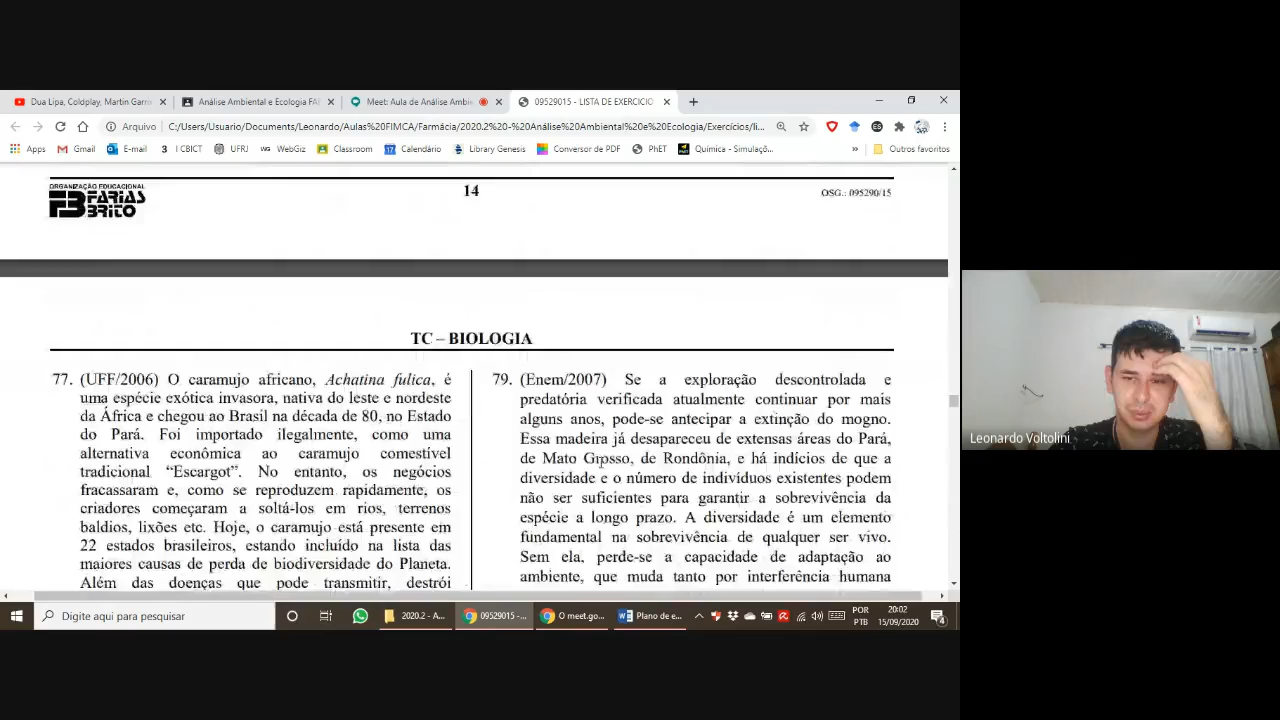 Dua Lipa, Coldplay, Martin Garri
Análise Ambiental e Ecologia FAI
Meet: Aula de Análise Ambie
09529015 - LISTA DE EXERCICIO
Arquivo
C:/Users/Usuario/Documents/Leonardo/Aulas%20FIMCA/Farmácia/2020.2%20-%20Análise%20Ambiental%20e%20Ecologia/Exercícios/li...
Apps
Gmail
E-mail
3 I CBICT
UFRJ
WG WebGiz
Classroom
17 Calendário
Library Genesis
Conversor de PDF
PhET
Química - Simulaçõ...
»
Outros favoritos
ORGANIZAÇÃO EDUCACIONAL
FB FARIAS BRITO
14
OSG.: 095290/15
TC – BIOLOGIA
77. (UFF/2006) O caramujo africano, Achatina fulica, é
uma espécie exótica invasora, nativa do leste e nordeste
da África e chegou ao Brasil na década de 80, no Estado
do Pará. Foi importado ilegalmente, como uma
alternativa econômica ao caramujo comestível
tradicional “Escargot”. No entanto, os negócios
fracassaram e, como se reproduzem rapidamente, os
criadores começaram a soltá-los em rios, terrenos
baldios, lixões etc. Hoje, o caramujo está presente em
22 estados brasileiros, estando incluído na lista das
maiores causas de perda de biodiversidade do Planeta.
Além das doenças que pode transmitir, destrói
79. (Enem/2007) Se a exploração descontrolada e
predatória verificada atualmente continuar por mais
alguns anos, pode-se antecipar a extinção do mogno.
Essa madeira já desapareceu de extensas áreas do Pará,
de Mato Grosso, de Rondônia, e há indícios de que a
diversidade e o número de indivíduos existentes podem
não ser suficientes para garantir a sobrevivência da
espécie a longo prazo. A diversidade é um elemento
fundamental na sobrevivência de qualquer ser vivo.
Sem ela, perde-se a capacidade de adaptação ao
ambiente, que muda tanto por interferência humana
Leonardo Voltolini
Digite aqui para pesquisar
2020.2 - A...
09529015 -...
O meet.go...
Plano de e...
POR
PTB
20:02
15/09/2020
4